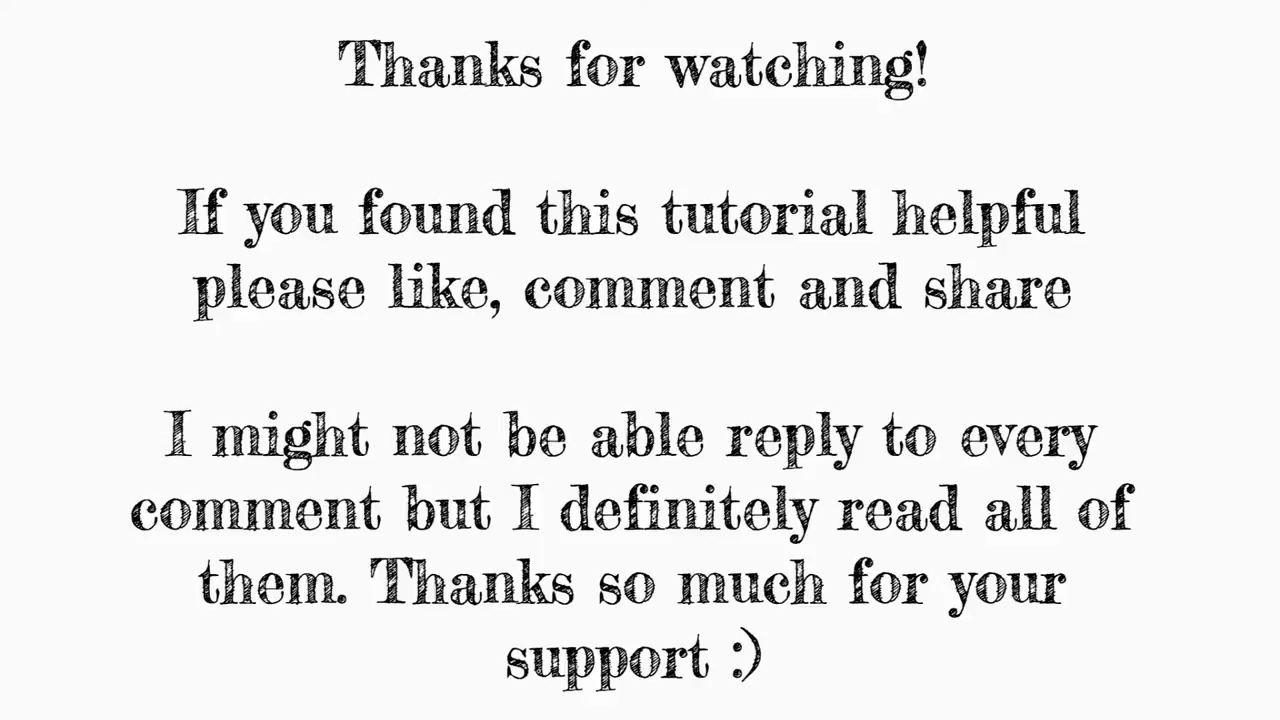 Thanks for watching!
If you found this tutorial helpful
please like, comment and share
I might not be able reply to every
comment but I definitely read all of
them. Thanks so much for your
support :)